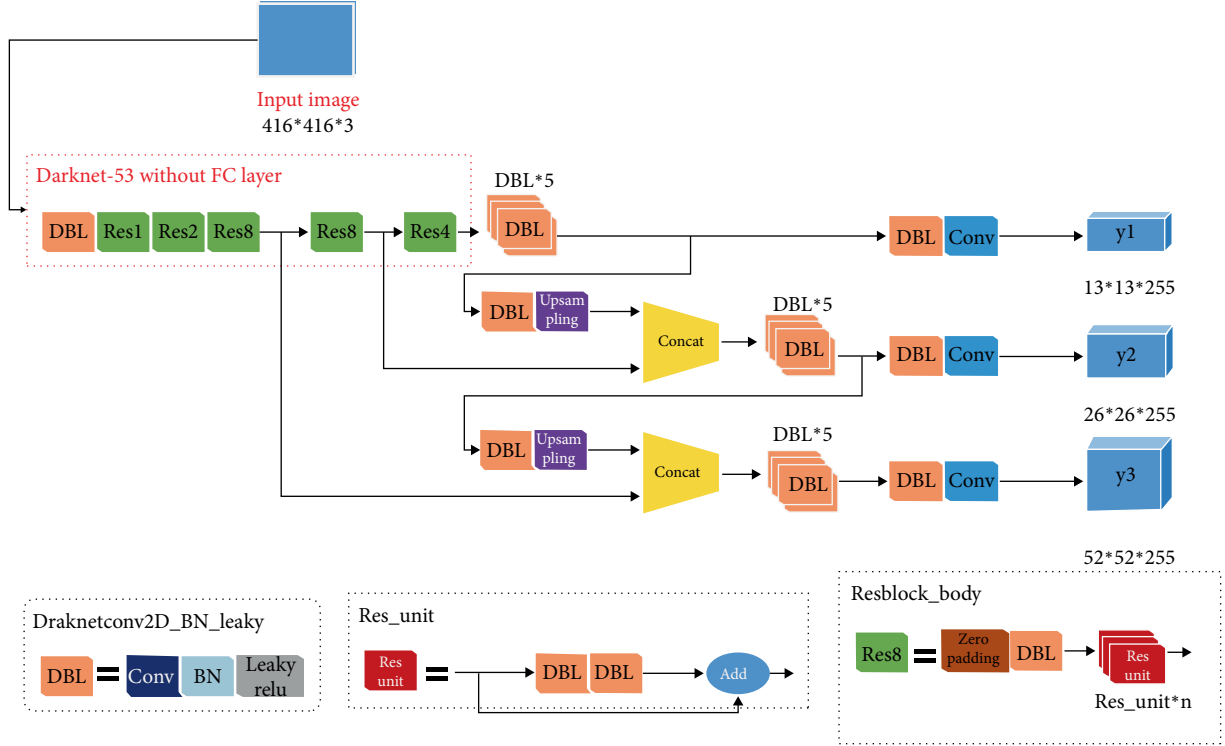 Input image
416*416*3
Darknet-53 without FC layer
DBL
Res1
Res2
Res8
Res8
Res4
DBL*5
DBL
DBL
Conv
y1
13*13*255
DBL
Upsam
pling
Concat
DBL*5
DBL
DBL
Conv
y2
26*26*255
DBL
Upsam
pling
Concat
DBL*5
DBL
DBL
Conv
y3
52*52*255
Draknetconv2D_BN_leaky
DBL
=
Conv
BN
Leaky
relu
Res_unit
Res
unit
=
DBL
DBL
Add
Resblock_body
Res8
=
Zero
padding
DBL
Res
unit
Res_unit*n